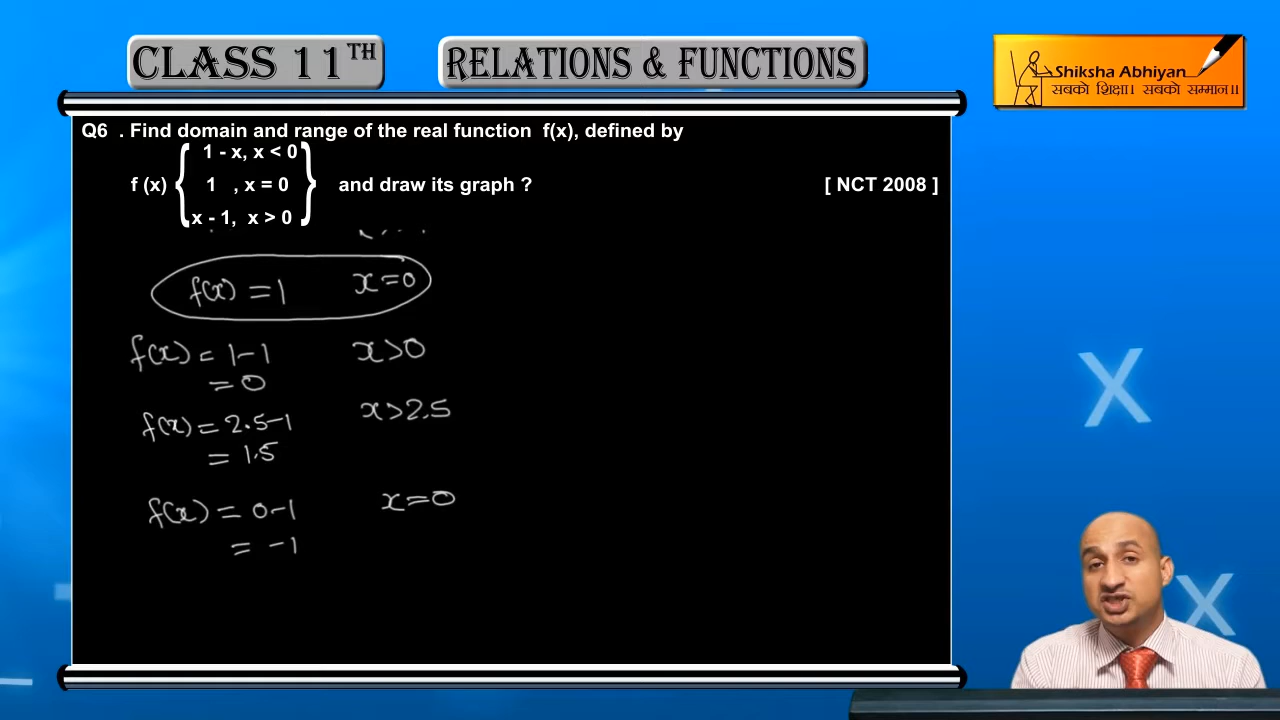 CLASS 11TH
RELATIONS & FUNCTIONS
Shiksha Abhiyan
सबको शिक्षा। सबको सम्मान॥
Q6 . Find domain and range of the real function f(x), defined by
1 - x, x < 0
f (x) { 1 , x = 0 } and draw its graph ? [ NCT 2008 ]
x - 1, x > 0
f(x) = 1 x = 0
f(x) = 1-1 x > 0
= 0
f(x) = 2.5-1 x > 2.5
= 1.5
f(x) = 0-1 x = 0
= -1
X
X